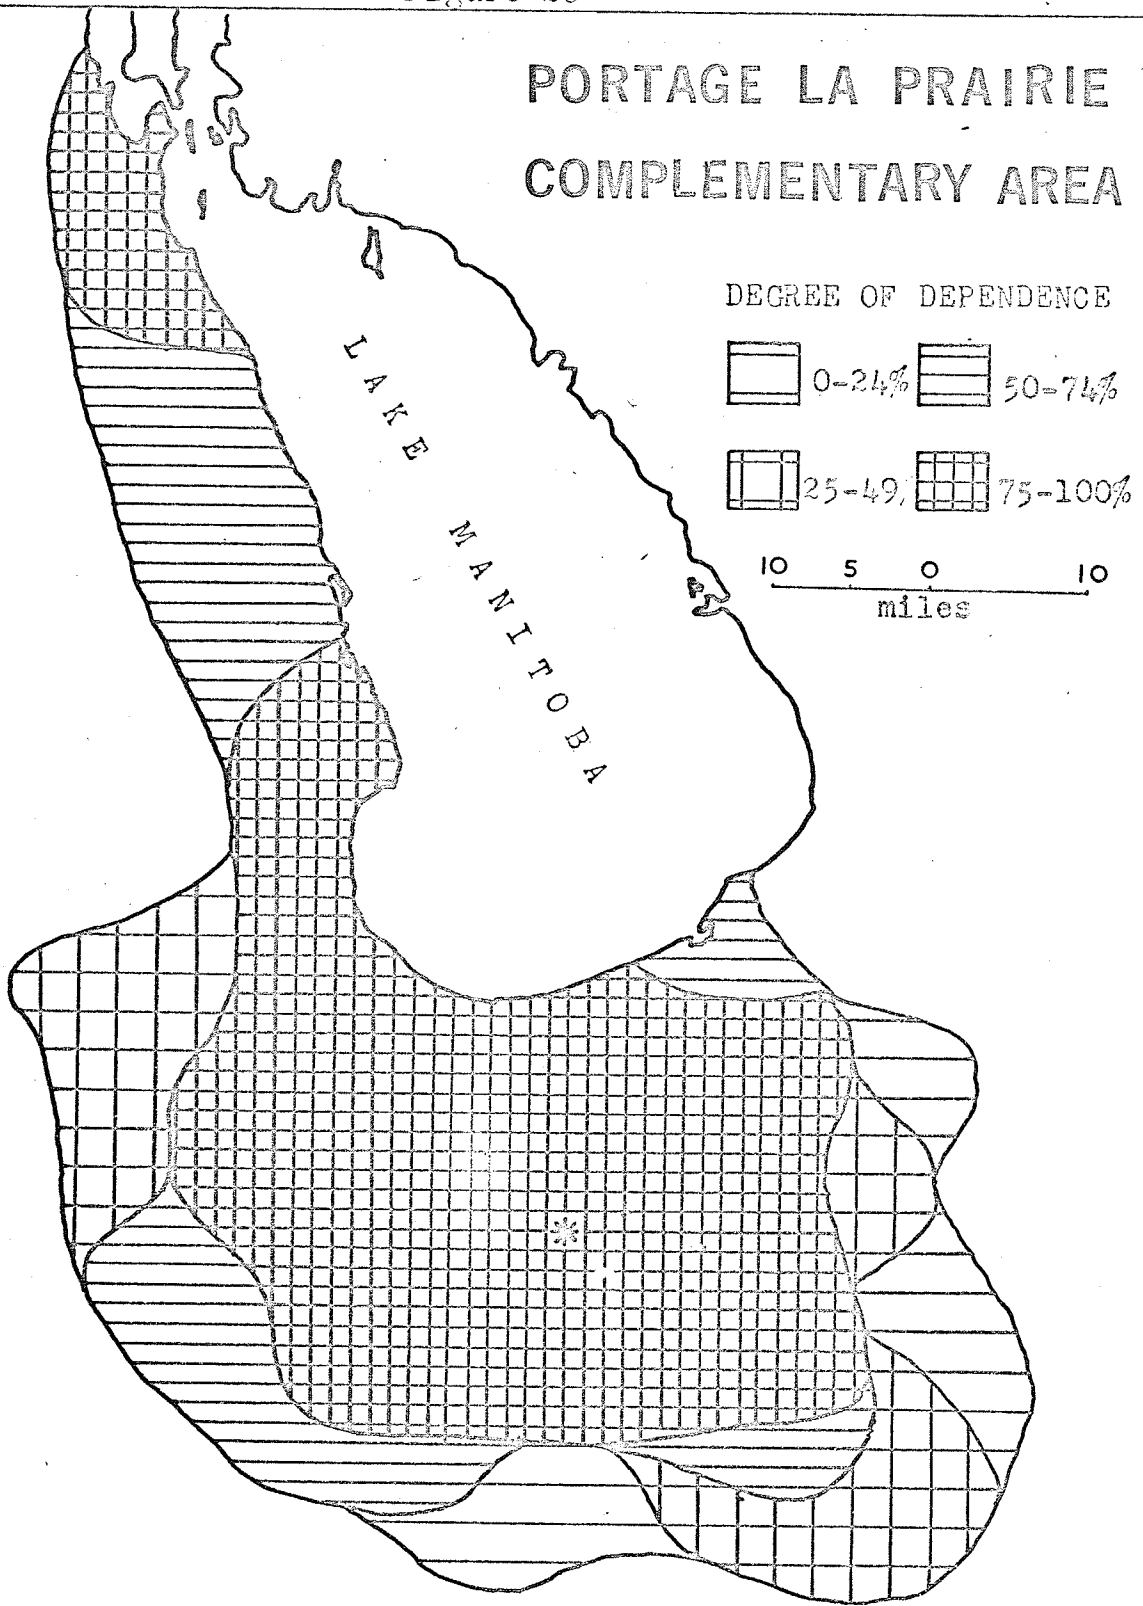 PORTAGE LA PRAIRIE
COMPLEMENTARY AREA
DEGREE OF DEPENDENCE
0-24%
50-74%
25-49,
75-100%
10 5 0 10
miles
LAKE MANITOBA